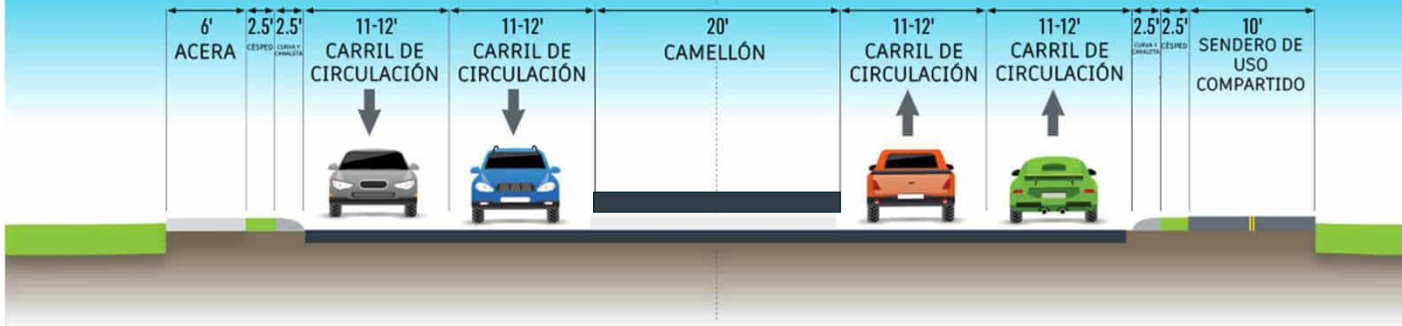 6'
ACERA
2.5'
CÉSPED
2.5'
CURVA Y
CANALETA
11-12'
CARRIL DE
CIRCULACIÓN
11-12'
CARRIL DE
CIRCULACIÓN
20'
CAMELLÓN
11-12'
CARRIL DE
CIRCULACIÓN
11-12'
CARRIL DE
CIRCULACIÓN
2.5'
CURVA Y
CANALETA
2.5'
CÉSPED
10'
SENDERO DE
USO
COMPARTIDO